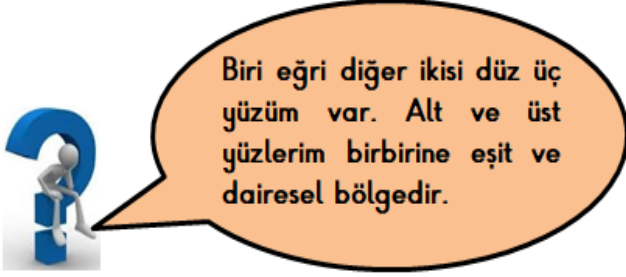 Biri eğri diğer ikisi düz üç
yüzüm var. Alt ve üst
yüzlerim birbirine eşit ve
dairesel bölgedir.